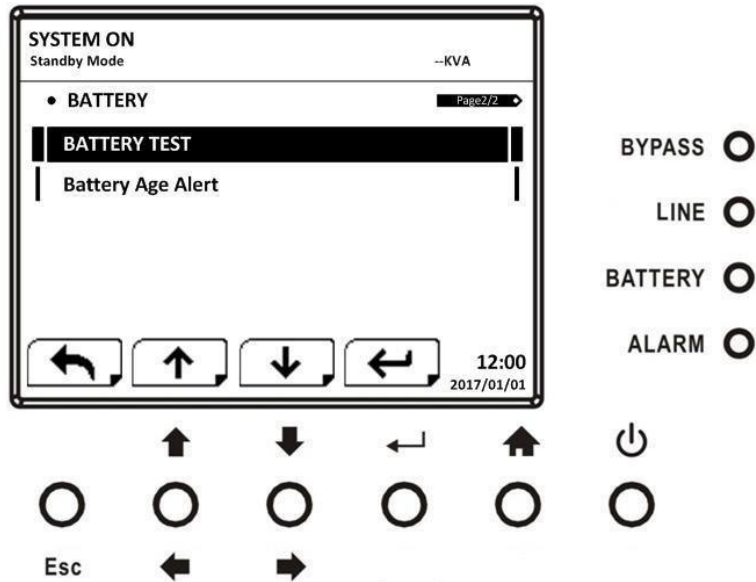 SYSTEM ON
Standby Mode --KVA
• BATTERY Page2/2
BATTERY TEST
Battery Age Alert
12:00
2017/01/01
BYPASS
LINE
BATTERY
ALARM
Esc